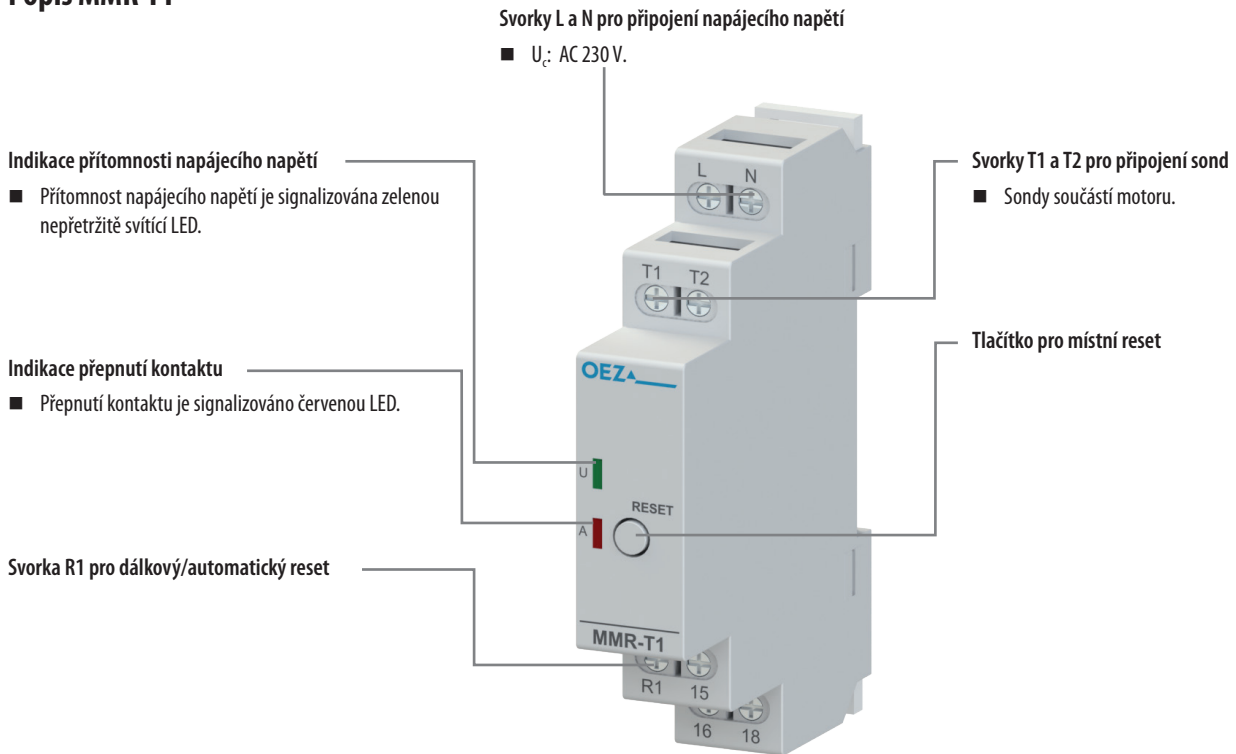 Popis MMR-T1
Svorky L a N pro připojení napájecího napětí
■ Uc: AC 230 V.
Indikace přítomnosti napájecího napětí
■ Přítomnost napájecího napětí je signalizována zelenou
nepřetržitě svítící LED.
Svorky T1 a T2 pro připojení sond
■ Sondy součástí motoru.
Tlačítko pro místní reset
Indikace přepnutí kontaktu
■ Přepnutí kontaktu je signalizováno červenou LED.
Svorka R1 pro dálkový/automatický reset
L N
T1 T2
OEZ
U
RESET
A
MMR-T1
R1 15
16 18